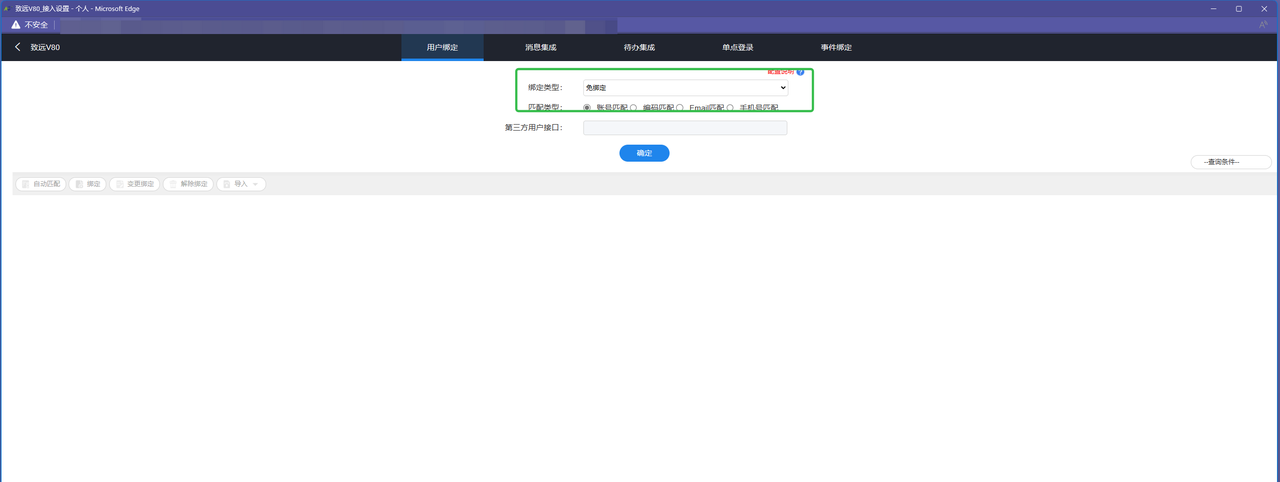 致远V80_接入设置 - 个人 - Microsoft Edge
不安全
致远V80 用户绑定 消息集成 待办集成 单点登录 事件绑定
配置说明 ?
绑定类型: 免绑定
匹配类型: 账号匹配 编码匹配 Email匹配 手机号匹配
第三方用户接口:
确定
--查询条件--
自动匹配 绑定 变更绑定 解除绑定 导入